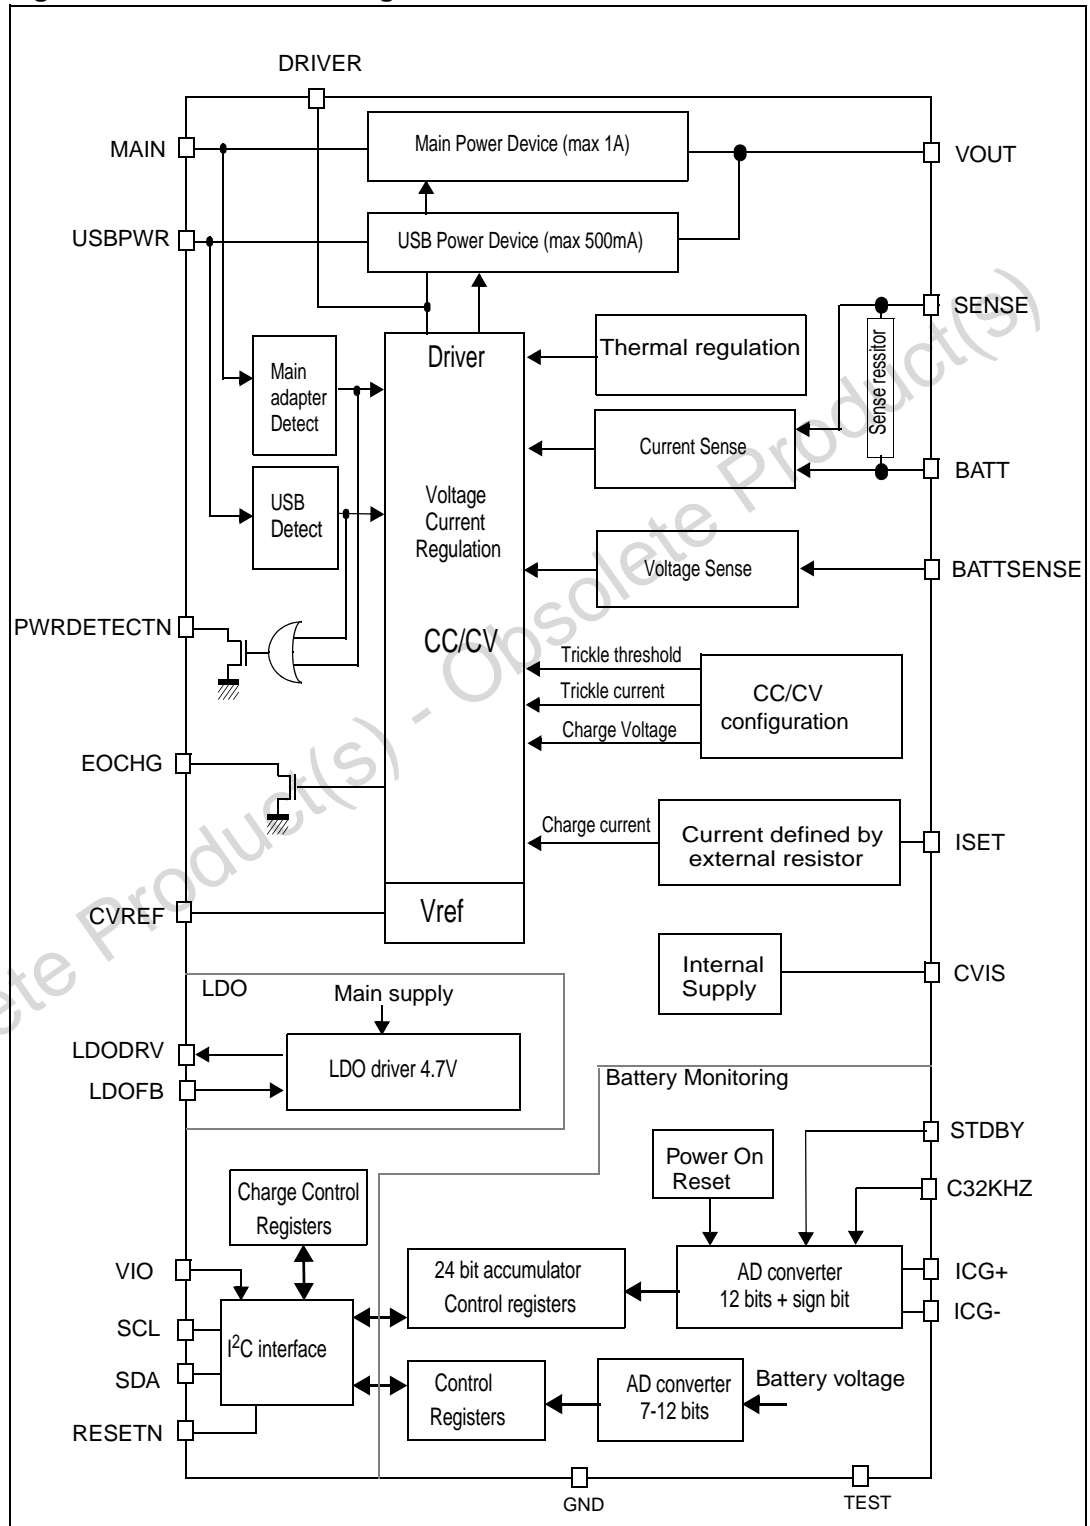 DRIVER
MAIN
Main Power Device (max 1A)
VOUT
USBPWR
USB Power Device (max 500mA)
SENSE
Driver
Thermal regulation
Sense ressitor
Main
adapter
Detect
Current Sense
BATT
USB
Detect
Voltage
Current
Regulation
Voltage Sense
BATTSENSE
PWRDETECTN
CC/CV
Trickle threshold
Trickle current
Charge Voltage
CC/CV
configuration
EOCHG
Charge current
Current defined by
external resistor
ISET
CVREF
Vref
Internal
Supply
CVIS
LDO
Main supply
LDODRV
LDOFB
LDO driver 4.7V
Battery Monitoring
STDBY
Power On
Reset
C32KHZ
Charge Control
Registers
VIO
24 bit accumulator
Control registers
AD converter
12 bits + sign bit
ICG+
ICG-
SCL
I²C interface
SDA
Control
Registers
AD converter
7-12 bits
Battery voltage
RESETN
GND
TEST
ete Product(s) - Obsolete Product(s)